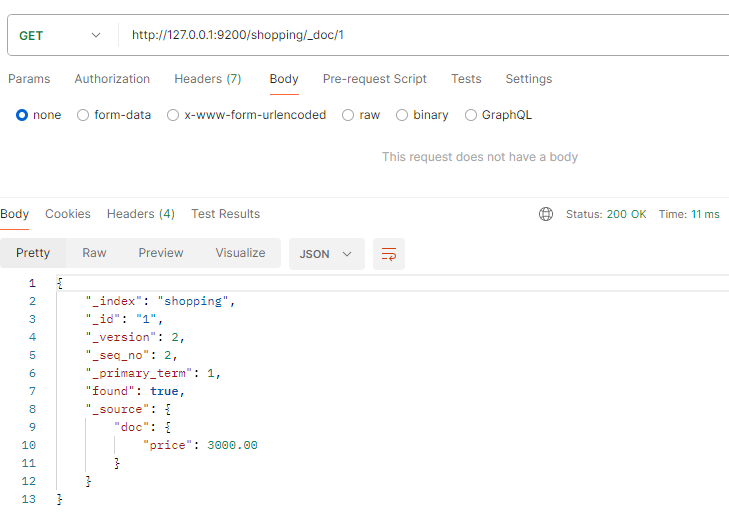 GET http://127.0.0.1:9200/shopping/_doc/1
Params Authorization Headers (7) Body Pre-request Script Tests Settings
none form-data x-www-form-urlencoded raw binary GraphQL
This request does not have a body
Body Cookies Headers (4) Test Results Status: 200 OK Time: 11 ms
Pretty Raw Preview Visualize JSON
1 {
2 "_index": "shopping",
3 "_id": "1",
4 "_version": 2,
5 "_seq_no": 2,
6 "_primary_term": 1,
7 "found": true,
8 "_source": {
9 "doc": {
10 "price": 3000.00
11 }
12 }
13 }